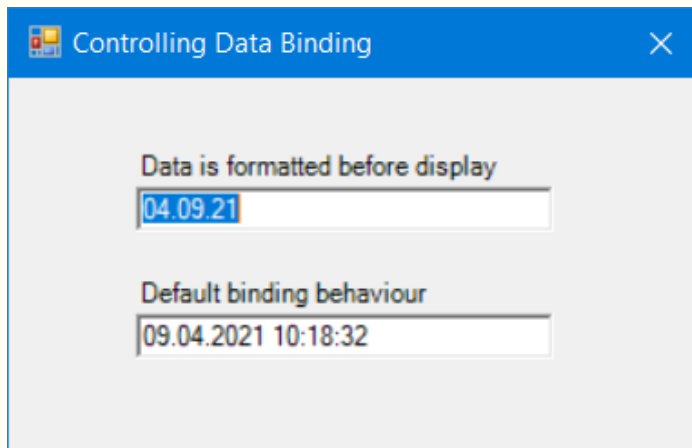 Controlling Data Binding
Data is formatted before display
04.09.21
Default binding behaviour
09.04.2021 10:18:32